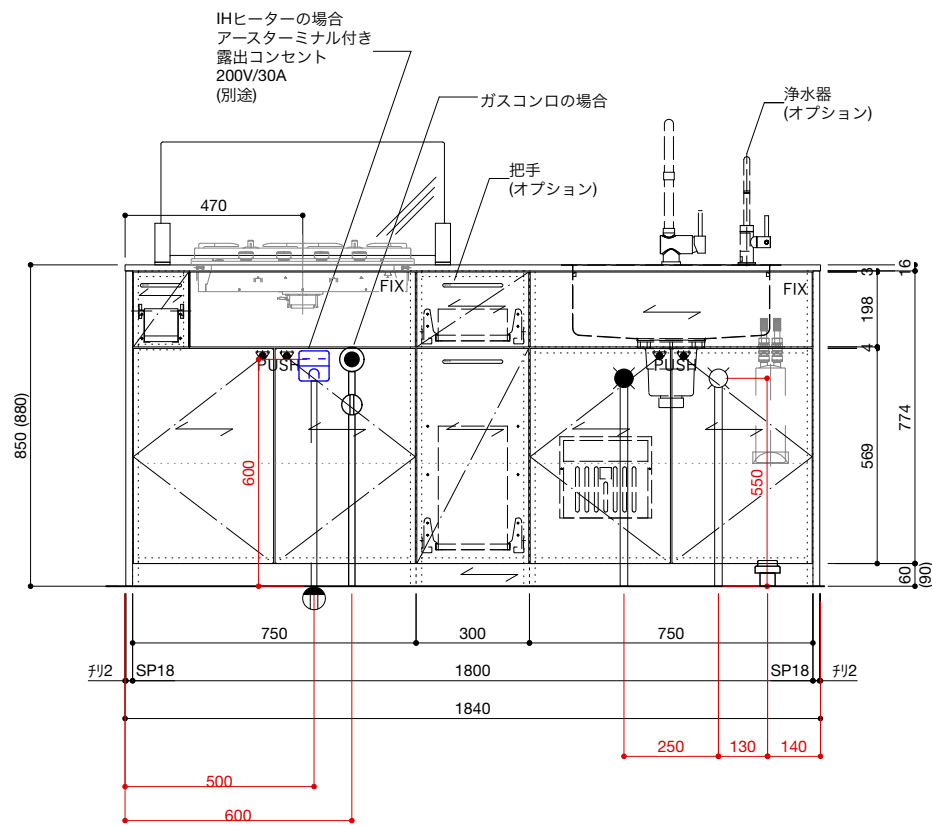 IHヒーターの場合
アースターミナル付き
露出コンセント
200V/30A
(別途)
ガスコンロの場合
浄水器
(オプション)
把手
(オプション)
470
FIX
FIX
16
3
198
4
PUSH
PUSH
850 (880)
600
550
569
774
60
(90)
750
300
750
ﾁﾘ2
SP18
1800
SP18
ﾁﾘ2
1840
250
130
140
500
600